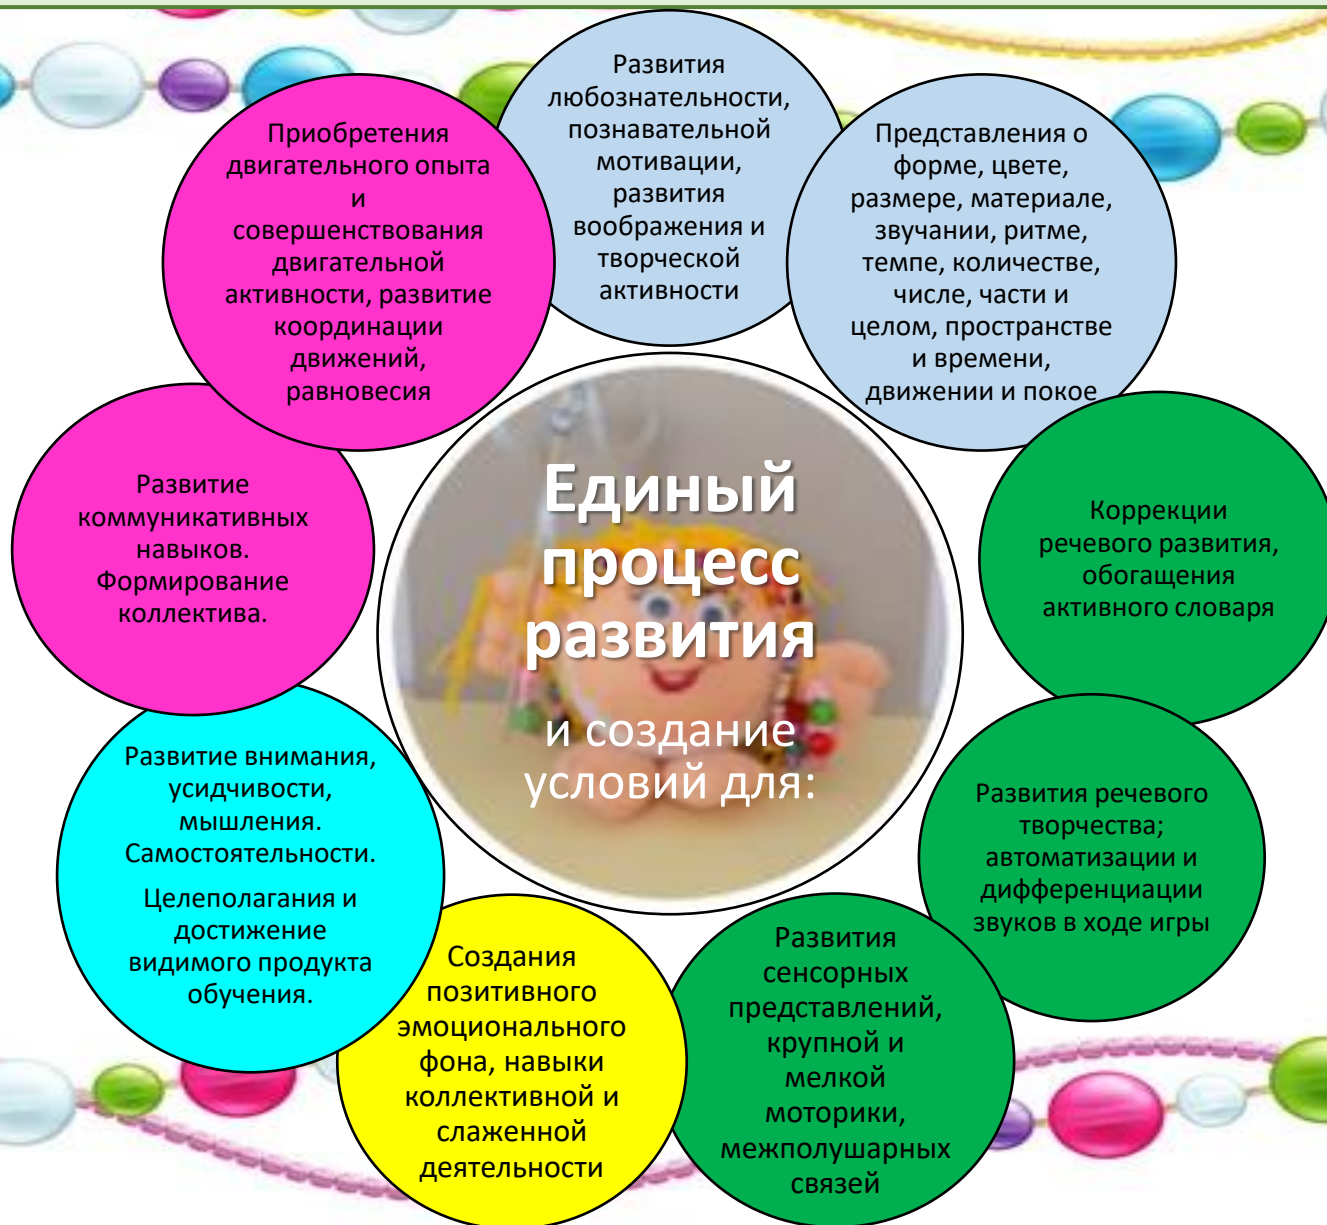 Единый
процесс
развития
и создание
условий для:
Развития
любознательности,
познавательной
мотивации,
развития
воображения и
творческой
активности
Представления о
форме, цвете,
размере, материале,
звучании, ритме,
темпе, количестве,
числе, части и
целом, пространстве
и времени,
движении и покое
Коррекции
речевого развития,
обогащения
активного словаря
Развития речевого
творчества;
автоматизации и
дифференциации
звуков в ходе игры
Развития
сенсорных
представлений,
крупной и
мелкой
моторики,
межполушарных
связей
Создания
позитивного
эмоционального
фона, навыки
коллективной и
слаженной
деятельности
Развитие внимания,
усидчивости,
мышления.
Самостоятельности.
Целеполагания и
достижение
видимого продукта
обучения.
Развитие
коммуникативных
навыков.
Формирование
коллектива.
Приобретения
двигательного опыта
и
совершенствования
двигательной
активности, развитие
координации
движений,
равновесия